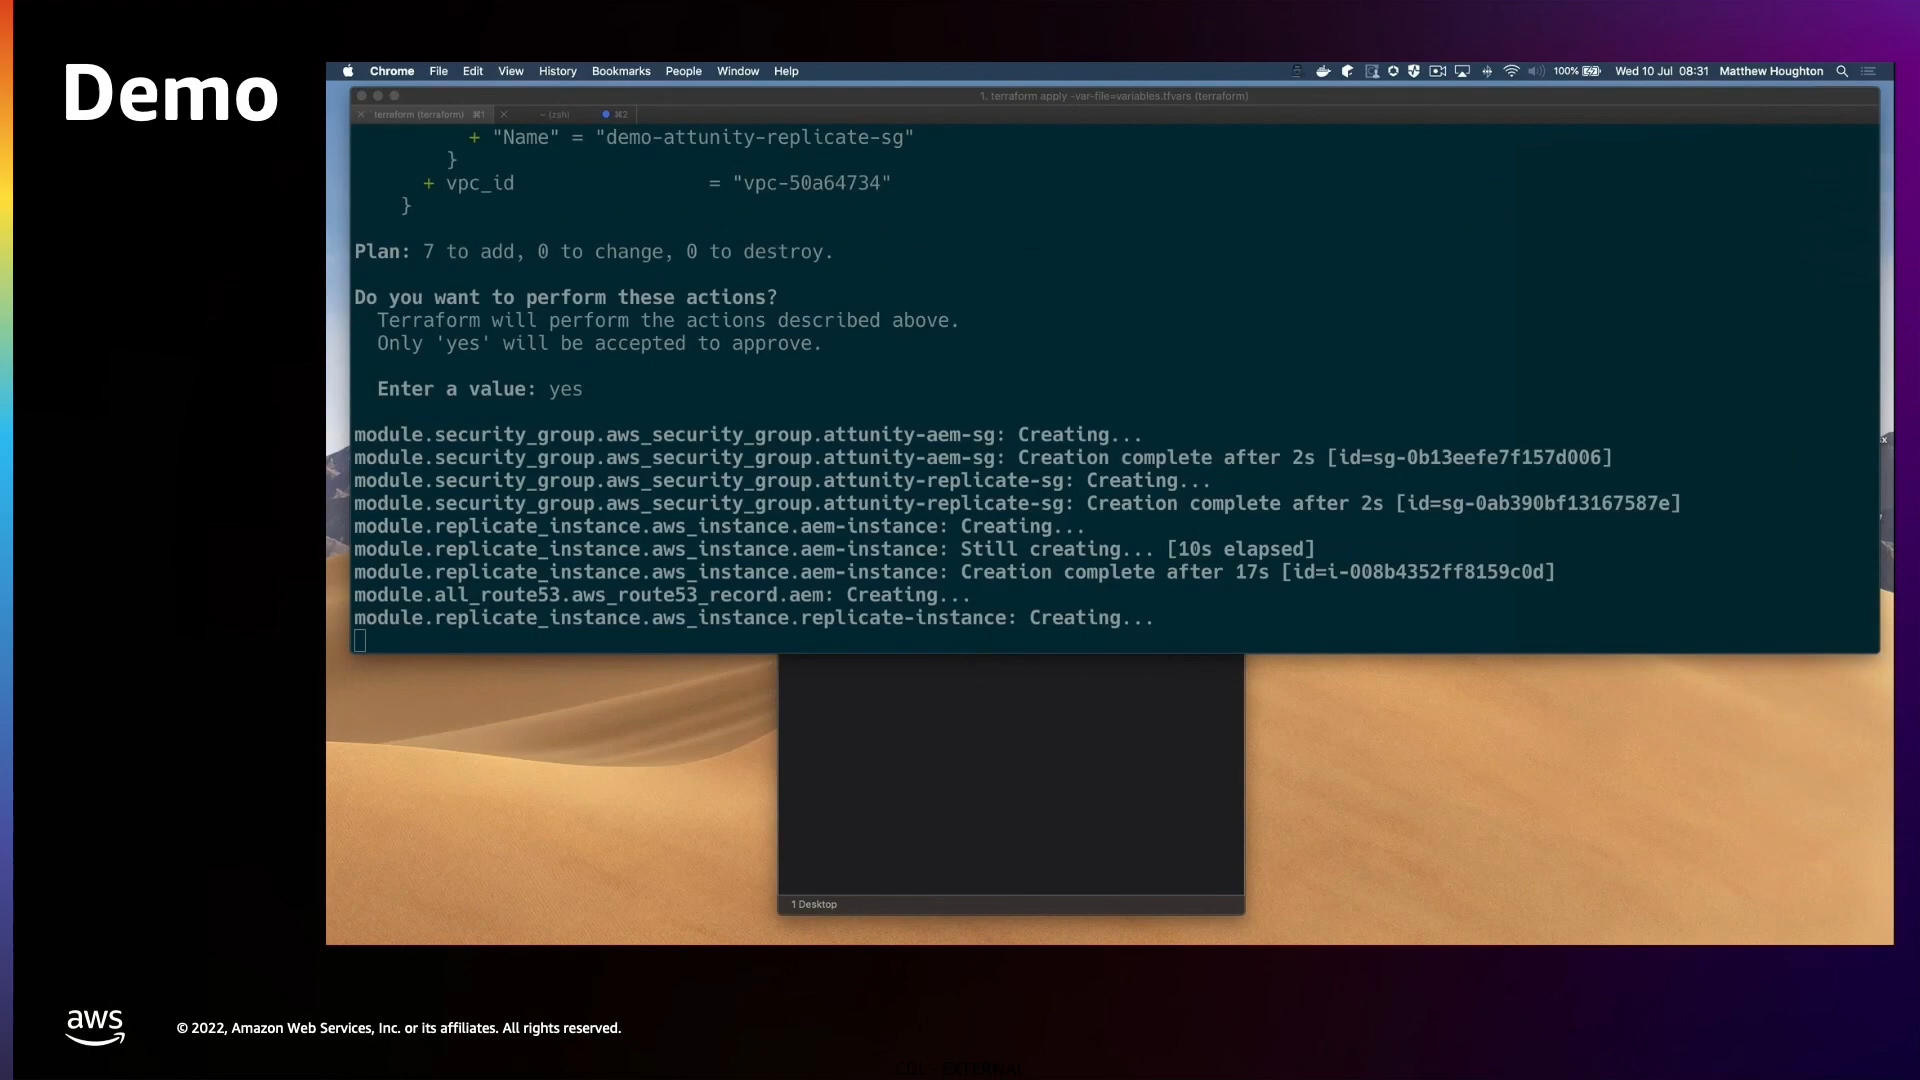 Demo
Chrome File Edit View History Bookmarks People Window Help 100% Wed 10 Jul 08:31 Matthew Houghton
1. terraform apply -var-file=variables.tfvars (terraform)
terraform (terraform) ⌘1 ~ (zsh) ⌘2
+ "Name" = "demo-attunity-replicate-sg"
}
+ vpc_id = "vpc-50a64734"
}
Plan: 7 to add, 0 to change, 0 to destroy.
Do you want to perform these actions?
Terraform will perform the actions described above.
Only 'yes' will be accepted to approve.
Enter a value: yes
module.security_group.aws_security_group.attunity-aem-sg: Creating...
module.security_group.aws_security_group.attunity-aem-sg: Creation complete after 2s [id=sg-0b13eefe7f157d006]
module.security_group.aws_security_group.attunity-replicate-sg: Creating...
module.security_group.aws_security_group.attunity-replicate-sg: Creation complete after 2s [id=sg-0ab390bf13167587e]
module.replicate_instance.aws_instance.aem-instance: Creating...
module.replicate_instance.aws_instance.aem-instance: Still creating... [10s elapsed]
module.replicate_instance.aws_instance.aem-instance: Creation complete after 17s [id=i-008b4352ff8159c0d]
module.all_route53.aws_route53_record.aem: Creating...
module.replicate_instance.aws_instance.replicate-instance: Creating...
1 Desktop
aws
© 2022, Amazon Web Services, Inc. or its affiliates. All rights reserved.